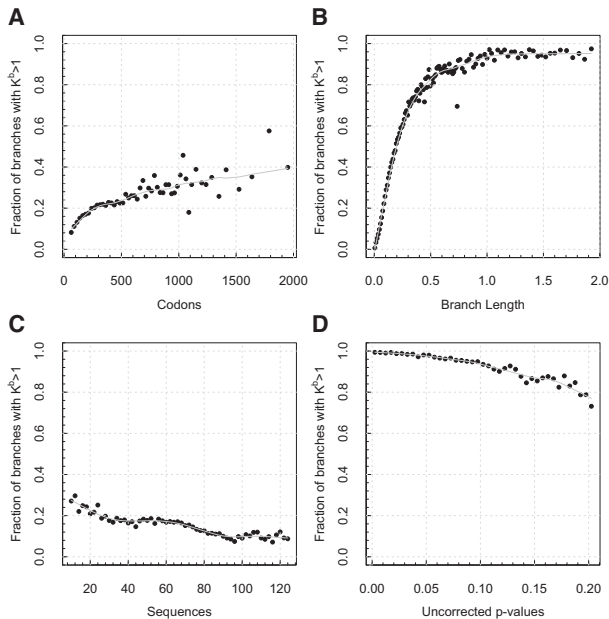 A
Fraction of branches with K^b>1
0.0 0.2 0.4 0.6 0.8 1.0
0 500 1000 1500 2000
Codons
B
Fraction of branches with K^b>1
0.0 0.2 0.4 0.6 0.8 1.0
0.0 0.5 1.0 1.5 2.0
Branch Length
C
Fraction of branches with K^b>1
0.0 0.2 0.4 0.6 0.8 1.0
20 40 60 80 100 120
Sequences
D
Fraction of branches with K^b>1
0.0 0.2 0.4 0.6 0.8 1.0
0.00 0.05 0.10 0.15 0.20
Uncorrected p-values